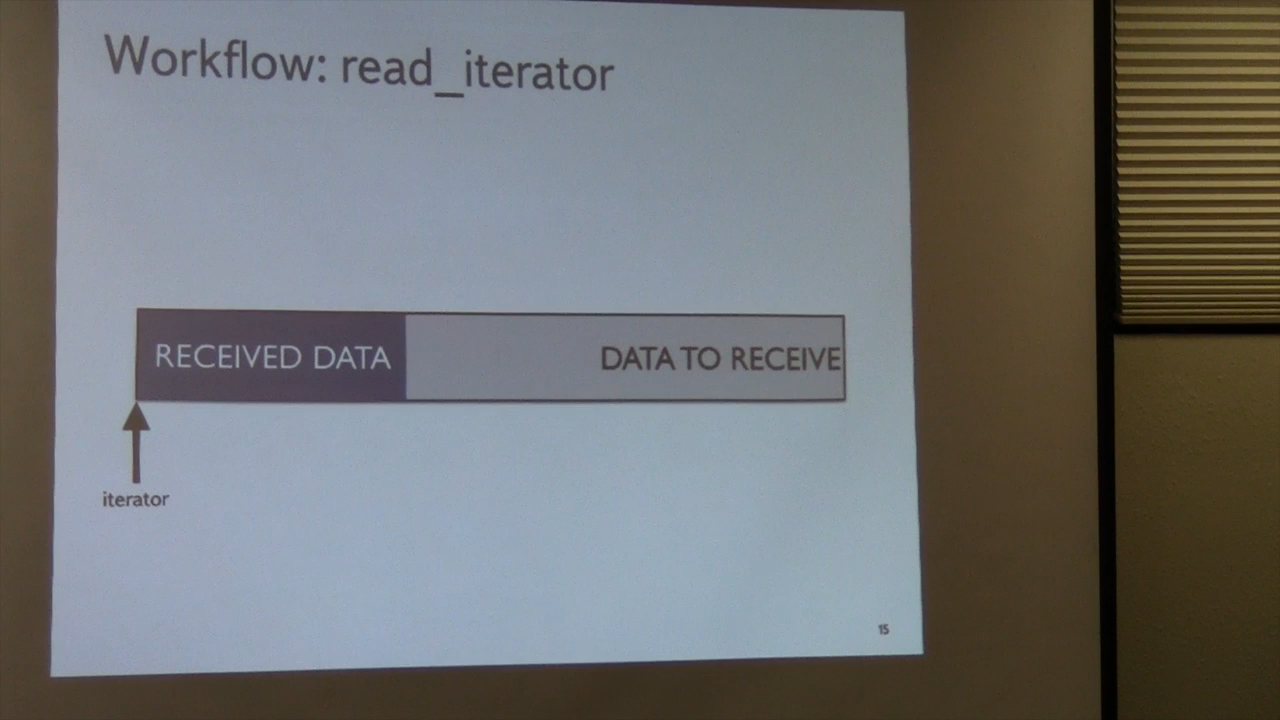 Workflow: read_iterator
RECEIVED DATA
DATA TO RECEIVE
iterator
15